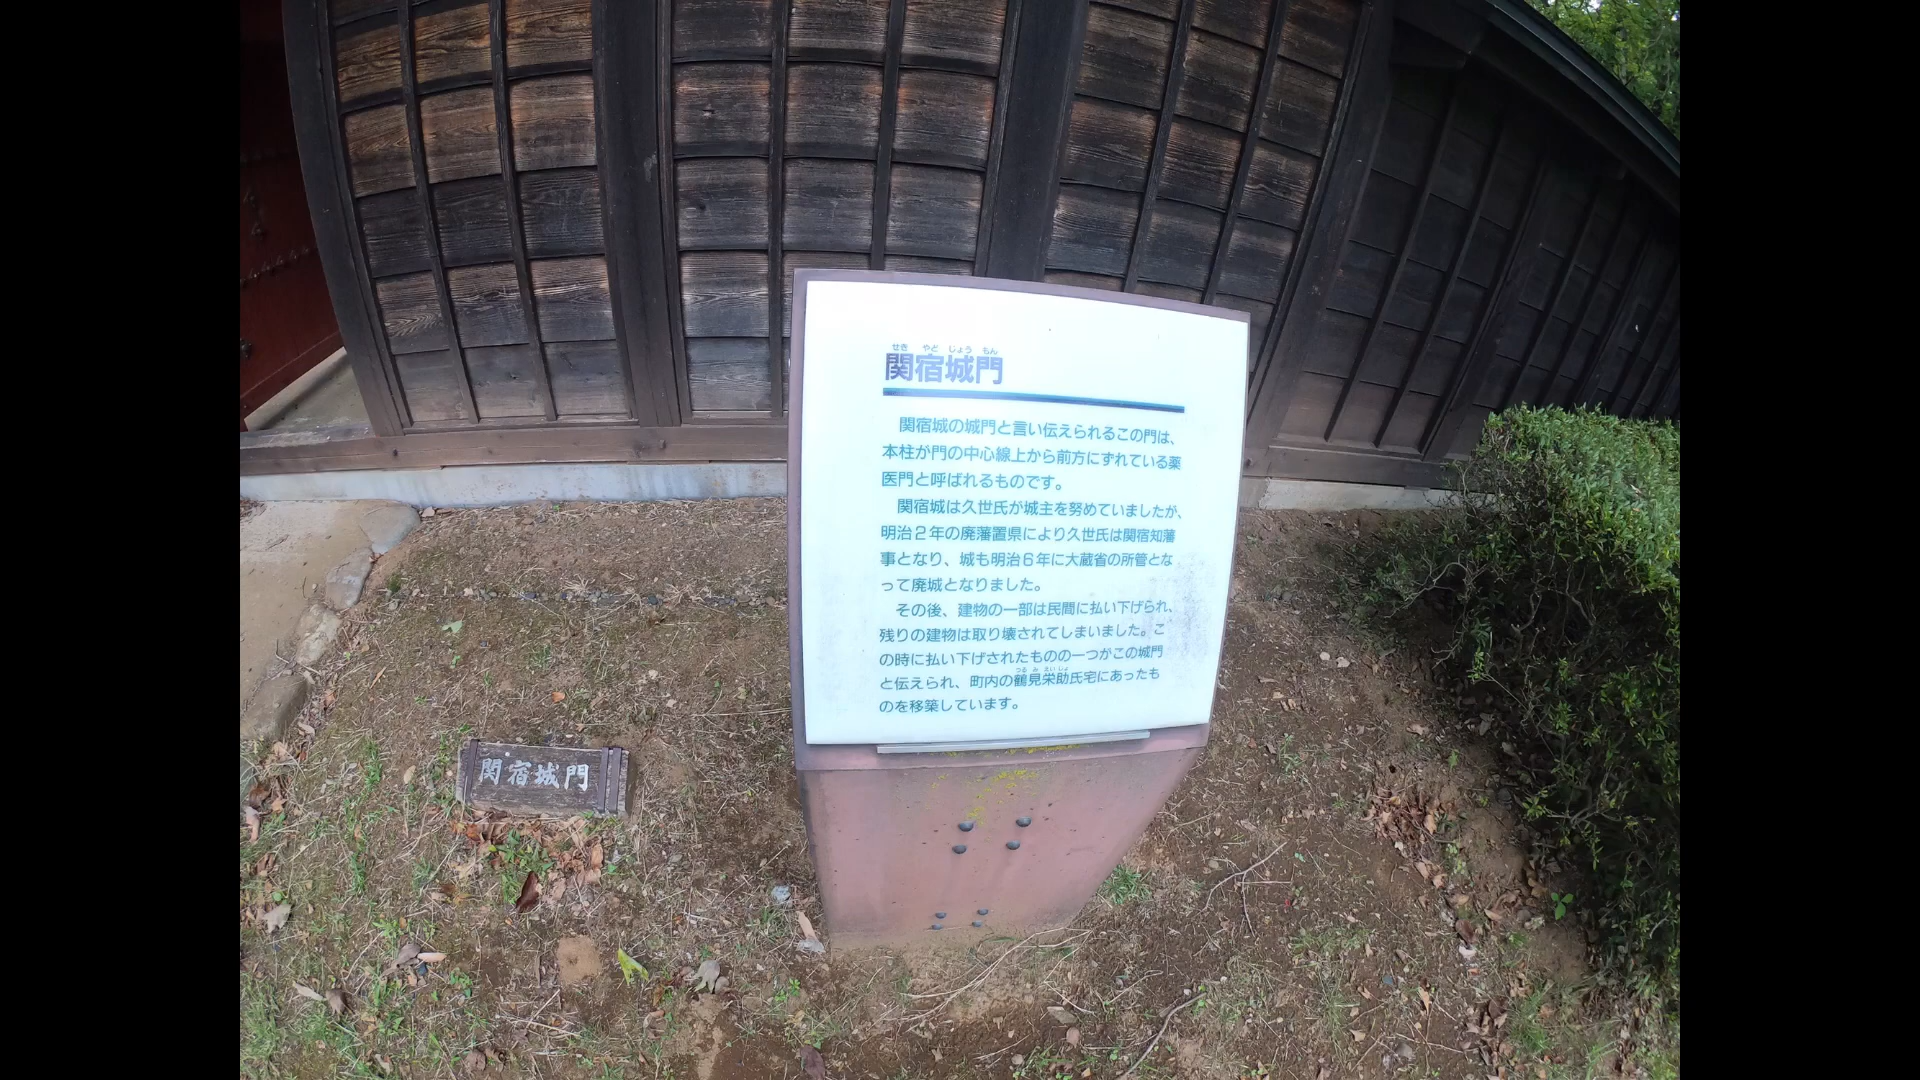 せき やど じょう もん
関宿城門
関宿城の城門と言い伝えられるこの門は、
本柱が門の中心線上から前方にずれている薬
医門と呼ばれるものです。
関宿城は久世氏が城主を努めていましたが、
明治2年の廃藩置県により久世氏は関宿知藩
事となり、城も明治6年に大蔵省の所管とな
って廃城となりました。
その後、建物の一部は民間に払い下げられ、
残りの建物は取り壊されてしまいました。こ
の時に払い下げされたものの一つがこの城門
つる み えい じょ
と伝えられ、町内の鶴見栄助氏宅にあったも
のを移築しています。
関宿城門